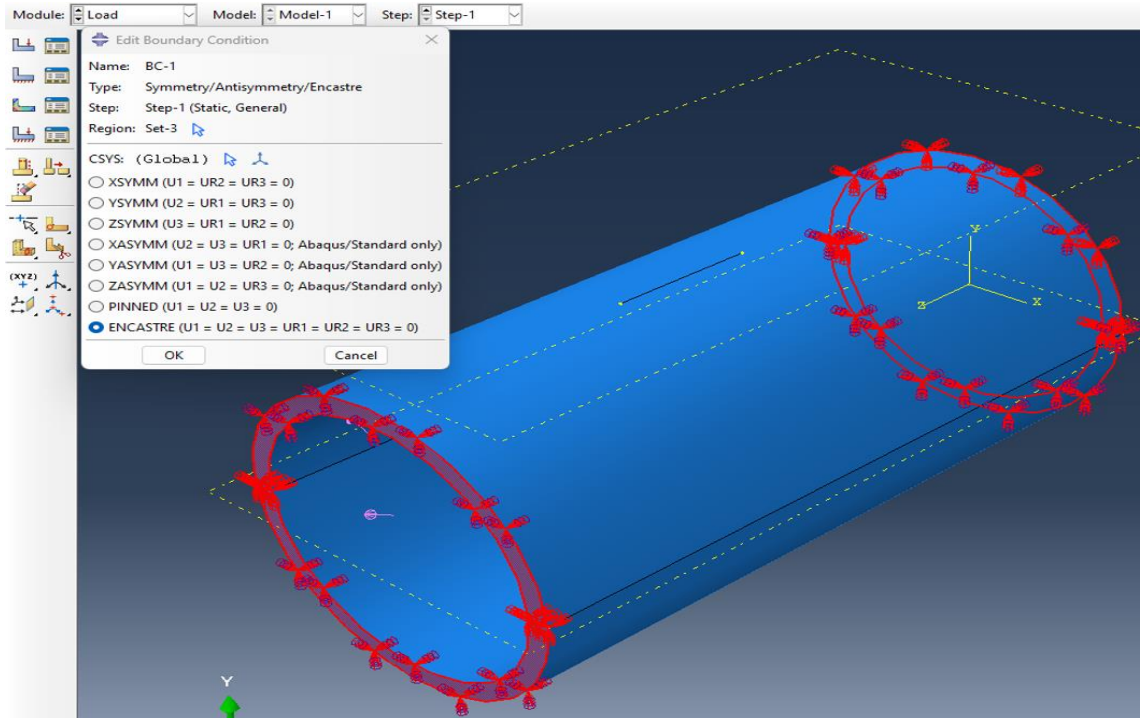 Module: Load Model: Model-1 Step: Step-1
Edit Boundary Condition
Name: BC-1
Type: Symmetry/Antisymmetry/Encastre
Step: Step-1 (Static, General)
Region: Set-3
CSYS: (Global)
XSYMM (U1 = UR2 = UR3 = 0)
YSYMM (U2 = UR1 = UR3 = 0)
ZSYMM (U3 = UR1 = UR2 = 0)
XASYMM (U2 = U3 = UR1 = 0; Abaqus/Standard only)
YASYMM (U1 = U3 = UR2 = 0; Abaqus/Standard only)
ZASYMM (U1 = U2 = UR3 = 0; Abaqus/Standard only)
PINNED (U1 = U2 = U3 = 0)
ENCASTRE (U1 = U2 = U3 = UR1 = UR2 = UR3 = 0)
OK Cancel
(XYZ)
Y
Z X
Y